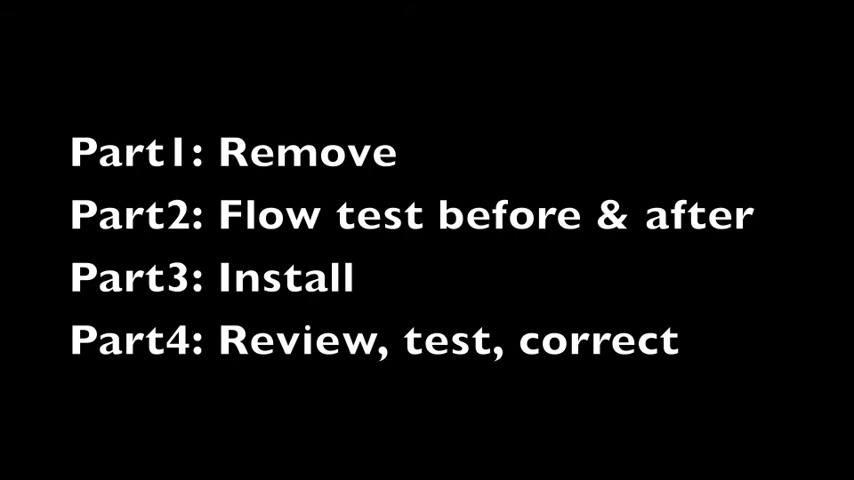 Part1: Remove
Part2: Flow test before & after
Part3: Install
Part4: Review, test, correct